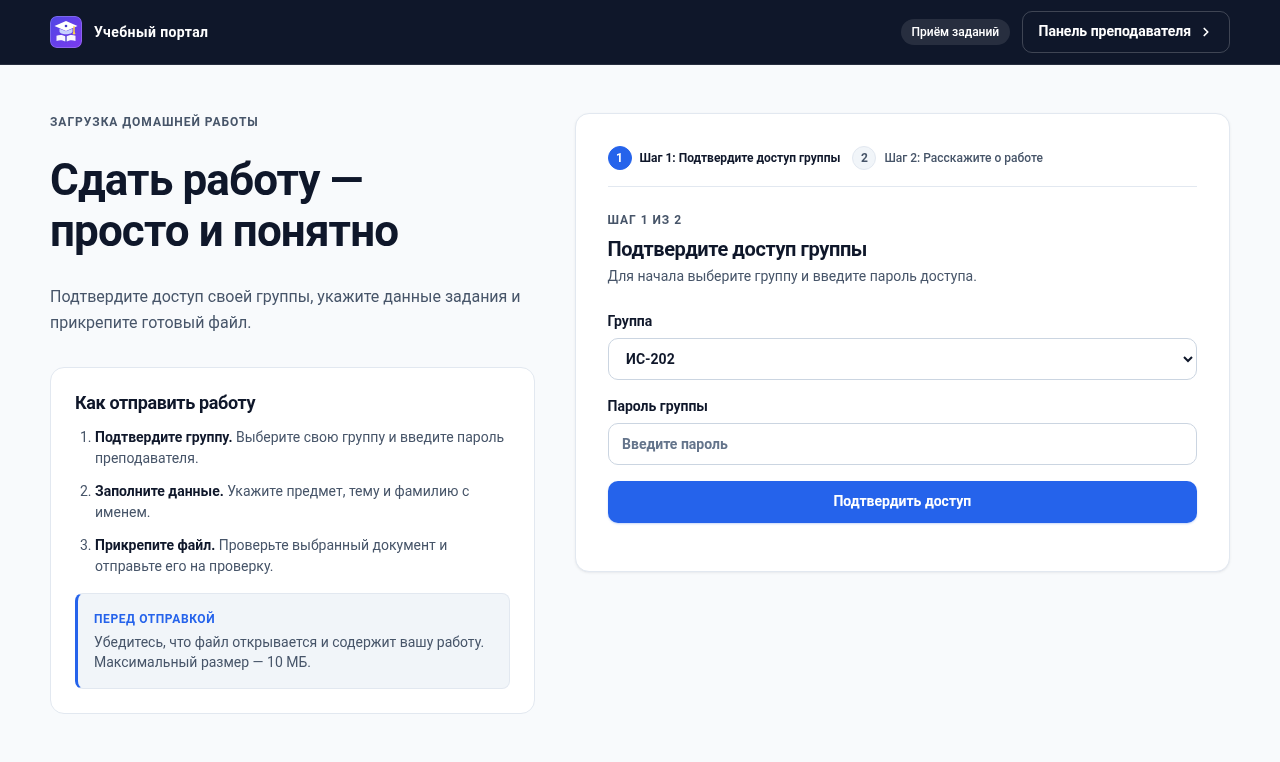 Учебный портал
Приём заданий
Панель преподавателя
ЗАГРУЗКА ДОМАШНЕЙ РАБОТЫ
Сдать работу —
просто и понятно
Подтвердите доступ своей группы, укажите данные задания и
прикрепите готовый файл.
Как отправить работу
1. Подтвердите группу. Выберите свою группу и введите пароль
преподавателя.
2. Заполните данные. Укажите предмет, тему и фамилию с
именем.
3. Прикрепите файл. Проверьте выбранный документ и
отправьте его на проверку.
ПЕРЕД ОТПРАВКОЙ
Убедитесь, что файл открывается и содержит вашу работу.
Максимальный размер — 10 МБ.
1 Шаг 1: Подтвердите доступ группы
2 Шаг 2: Расскажите о работе
ШАГ 1 ИЗ 2
Подтвердите доступ группы
Для начала выберите группу и введите пароль доступа.
Группа
ИС-202
Пароль группы
Введите пароль
Подтвердить доступ